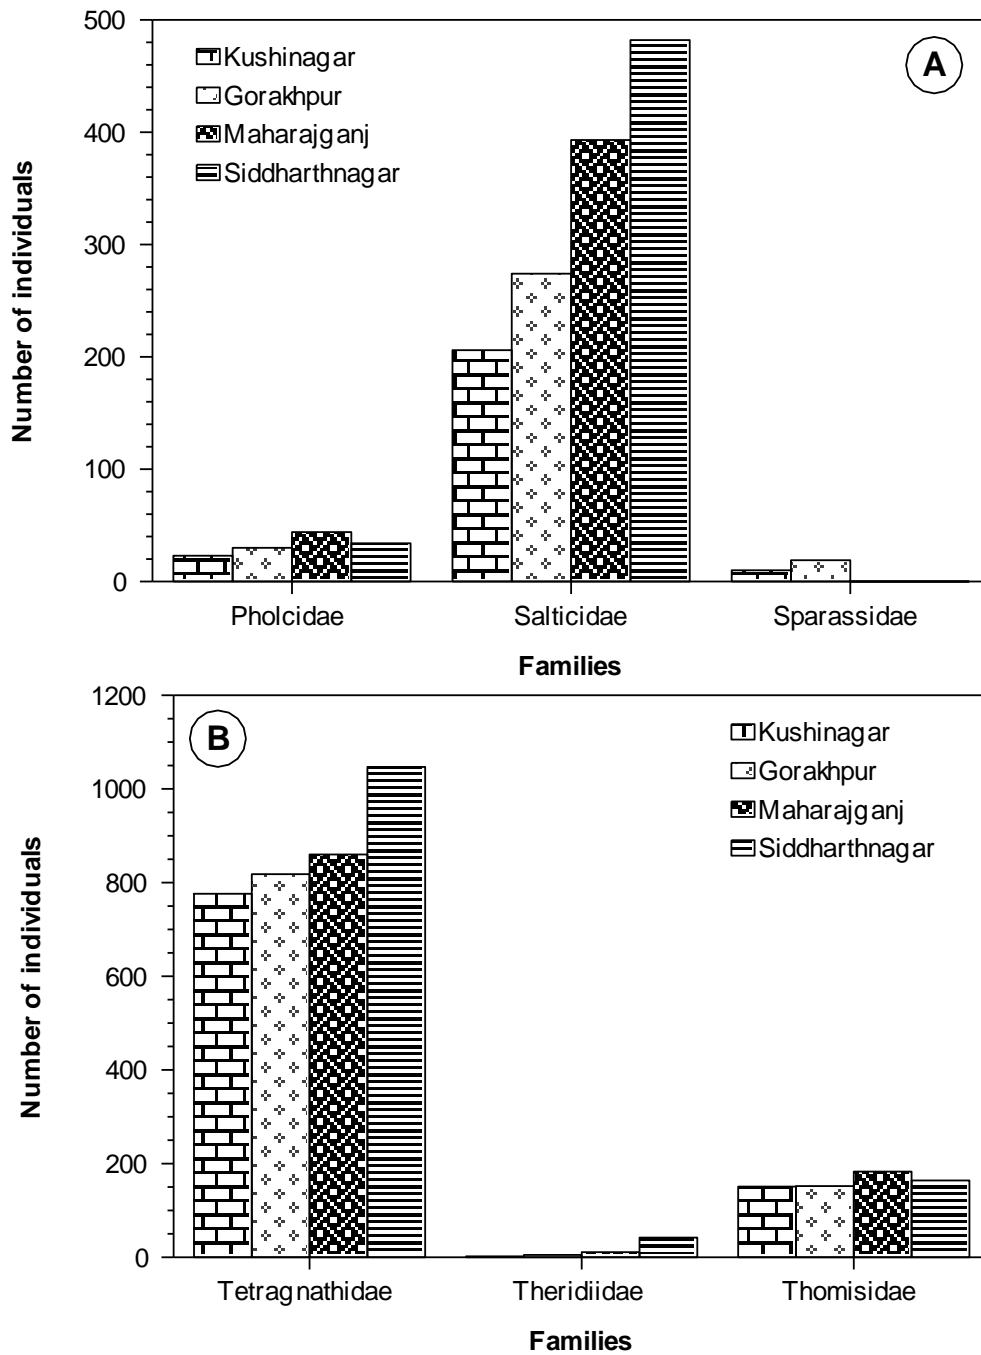 500
400
300
200
100
0
Number of individuals
Kushinagar
Gorakhpur
Maharajganj
Siddharthnagar
A
Pholcidae Salticidae Sparassidae
Families
1200
1000
800
600
400
200
0
Number of individuals
B
Kushinagar
Gorakhpur
Maharajganj
Siddharthnagar
Tetragnathidae Theridiidae Thomisidae
Families